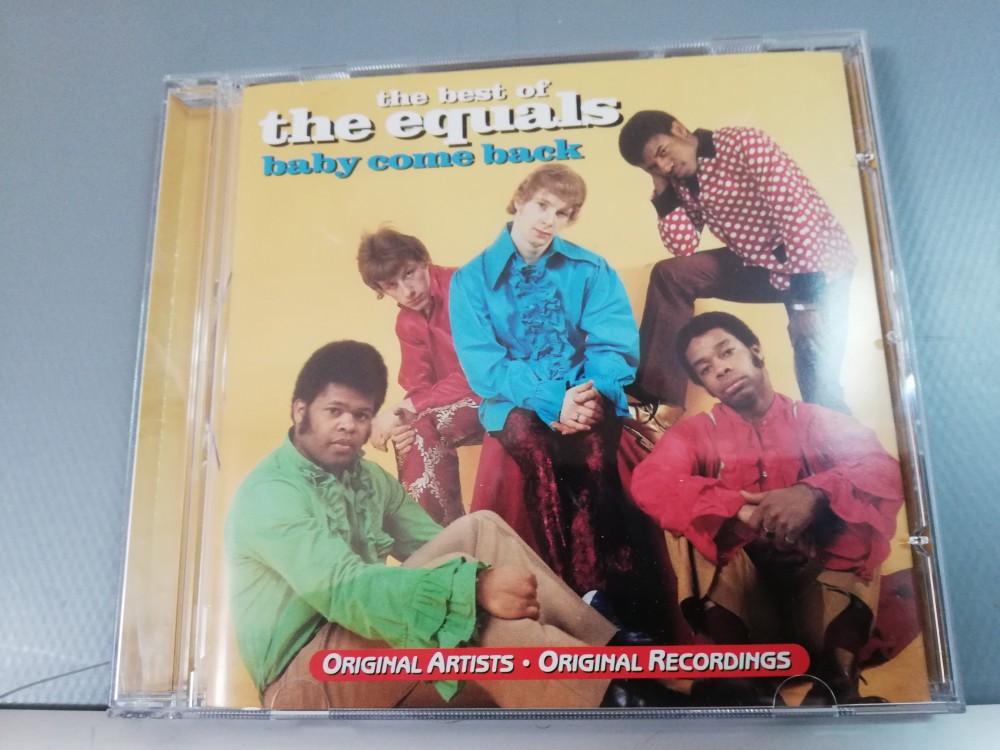 the best of
the equals
baby come back
ORIGINAL ARTISTS • ORIGINAL RECORDINGS